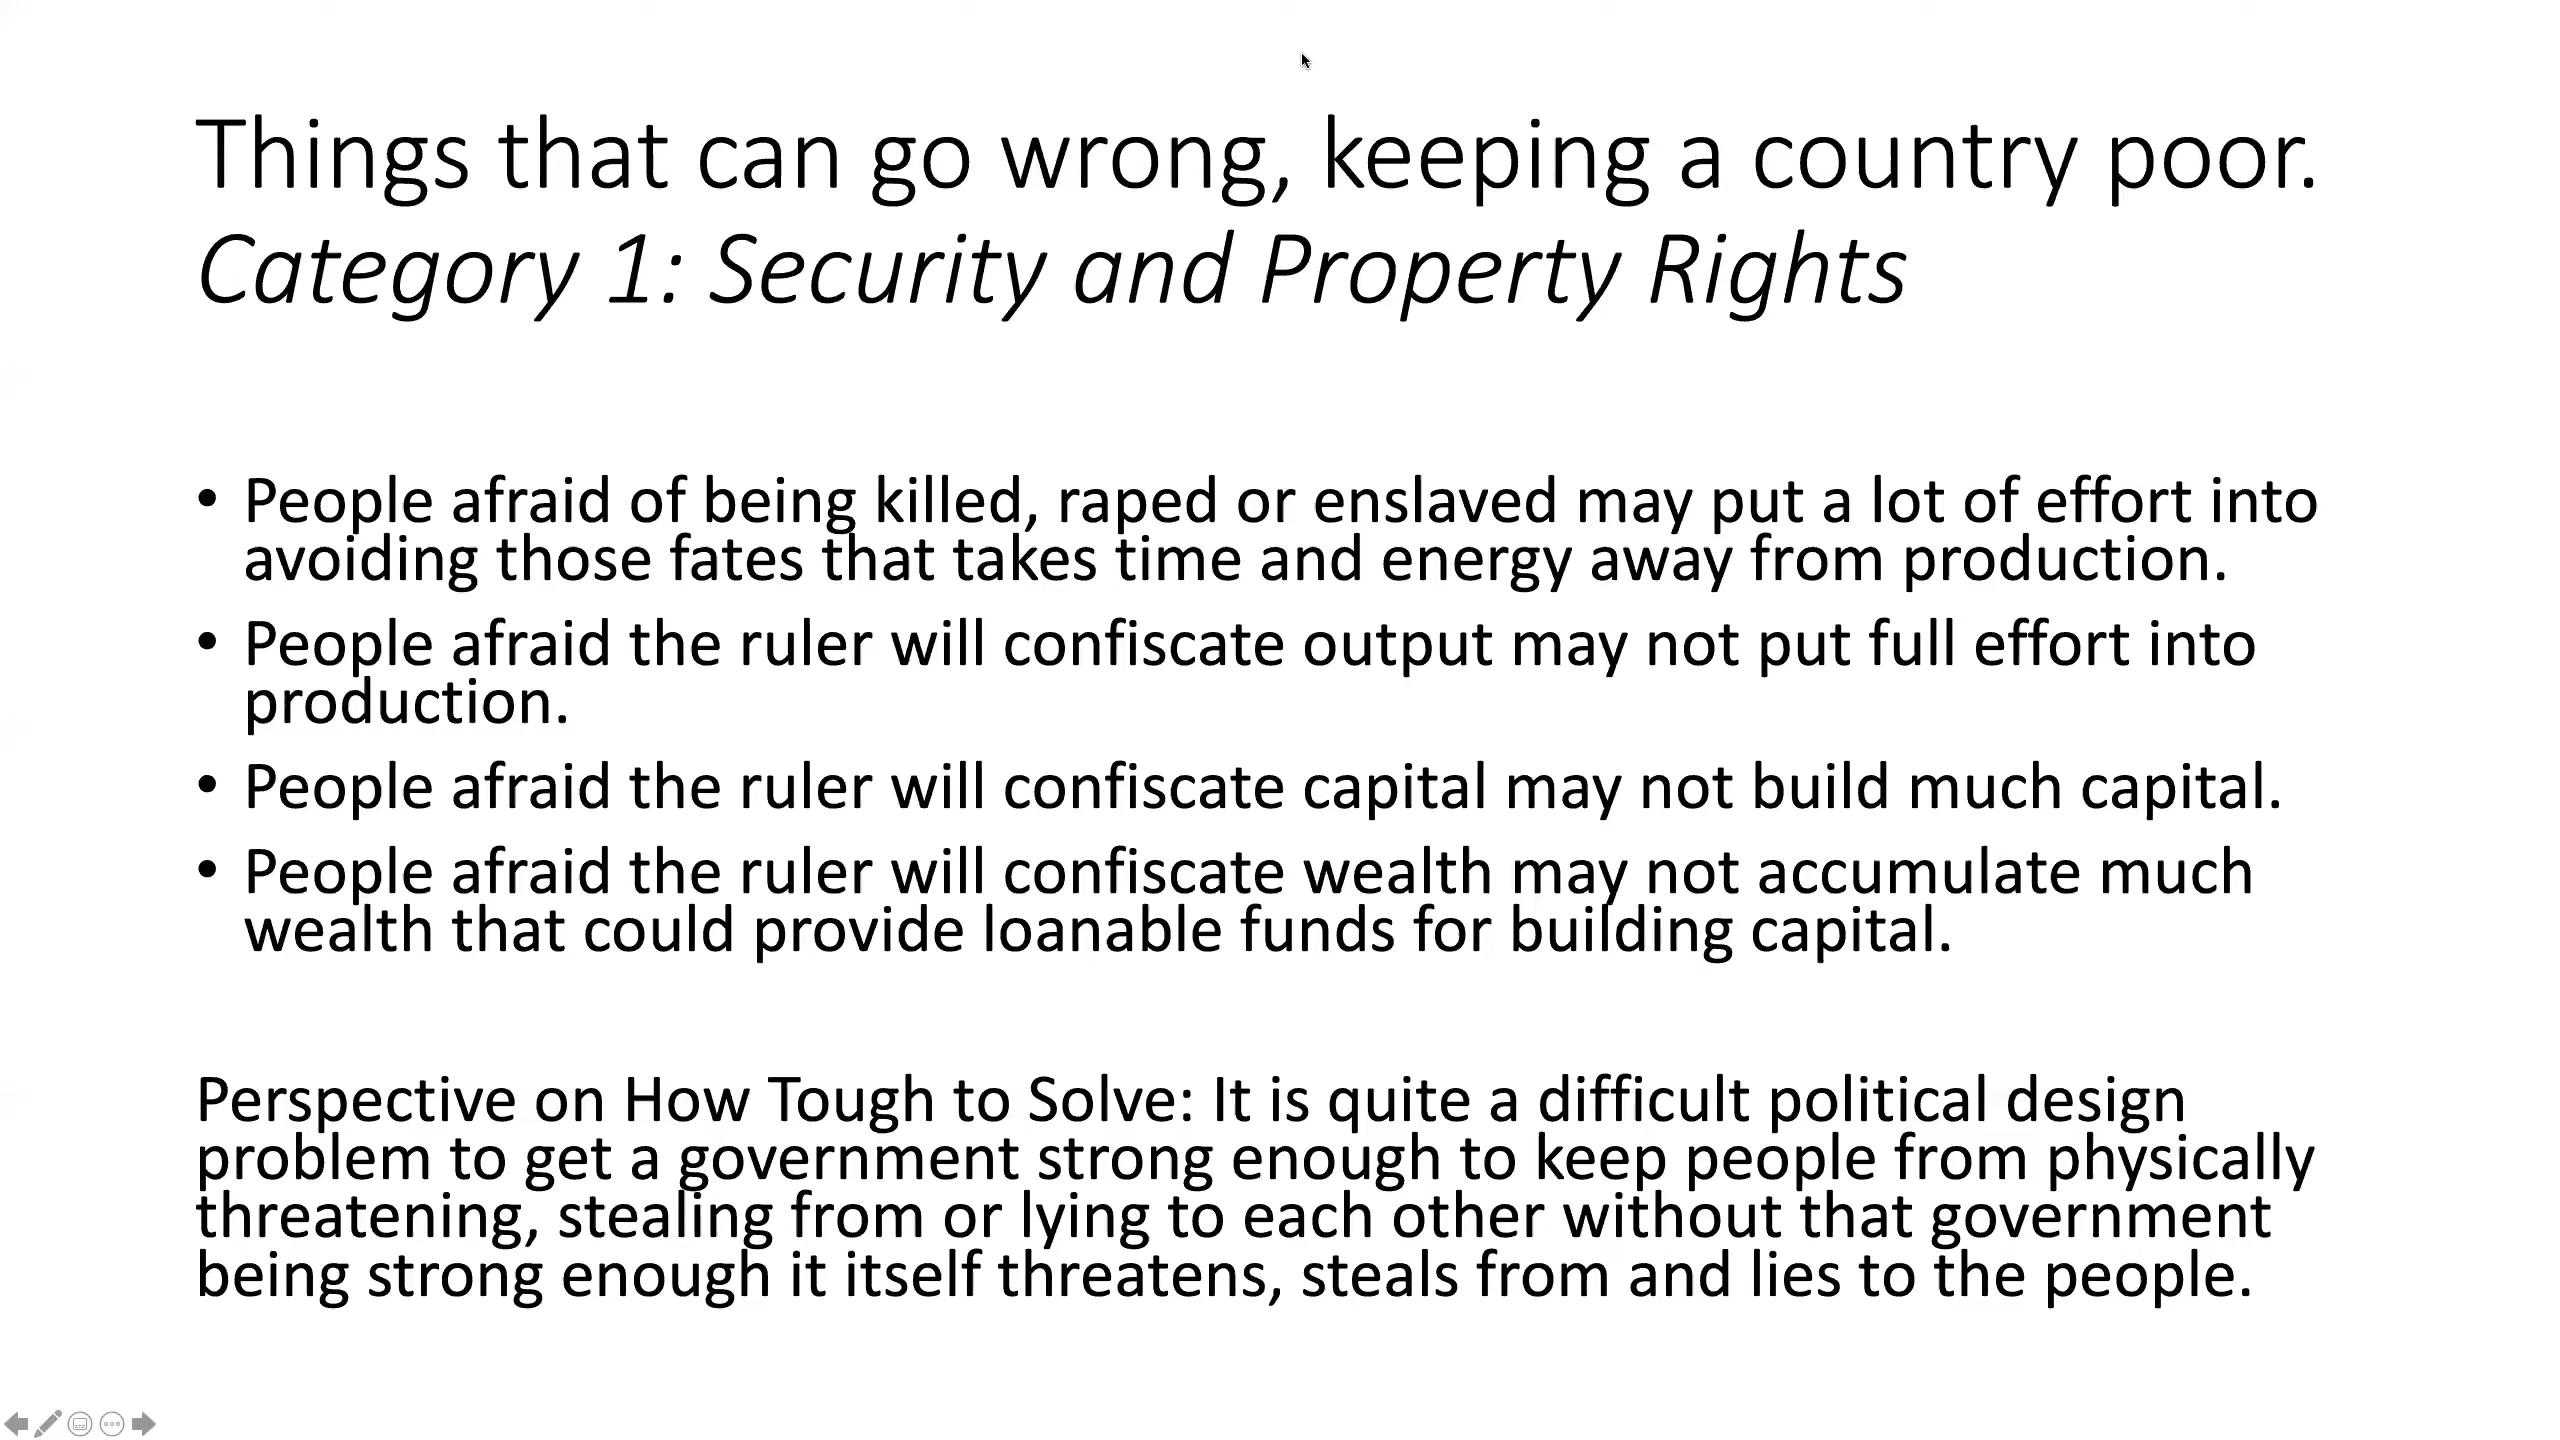 Things that can go wrong, keeping a country poor.
Category 1: Security and Property Rights
• People afraid of being killed, raped or enslaved may put a lot of effort into
avoiding those fates that takes time and energy away from production.
• People afraid the ruler will confiscate output may not put full effort into
production.
• People afraid the ruler will confiscate capital may not build much capital.
• People afraid the ruler will confiscate wealth may not accumulate much
wealth that could provide loanable funds for building capital.
Perspective on How Tough to Solve: It is quite a difficult political design
problem to get a government strong enough to keep people from physically
threatening, stealing from or lying to each other without that government
being strong enough it itself threatens, steals from and lies to the people.